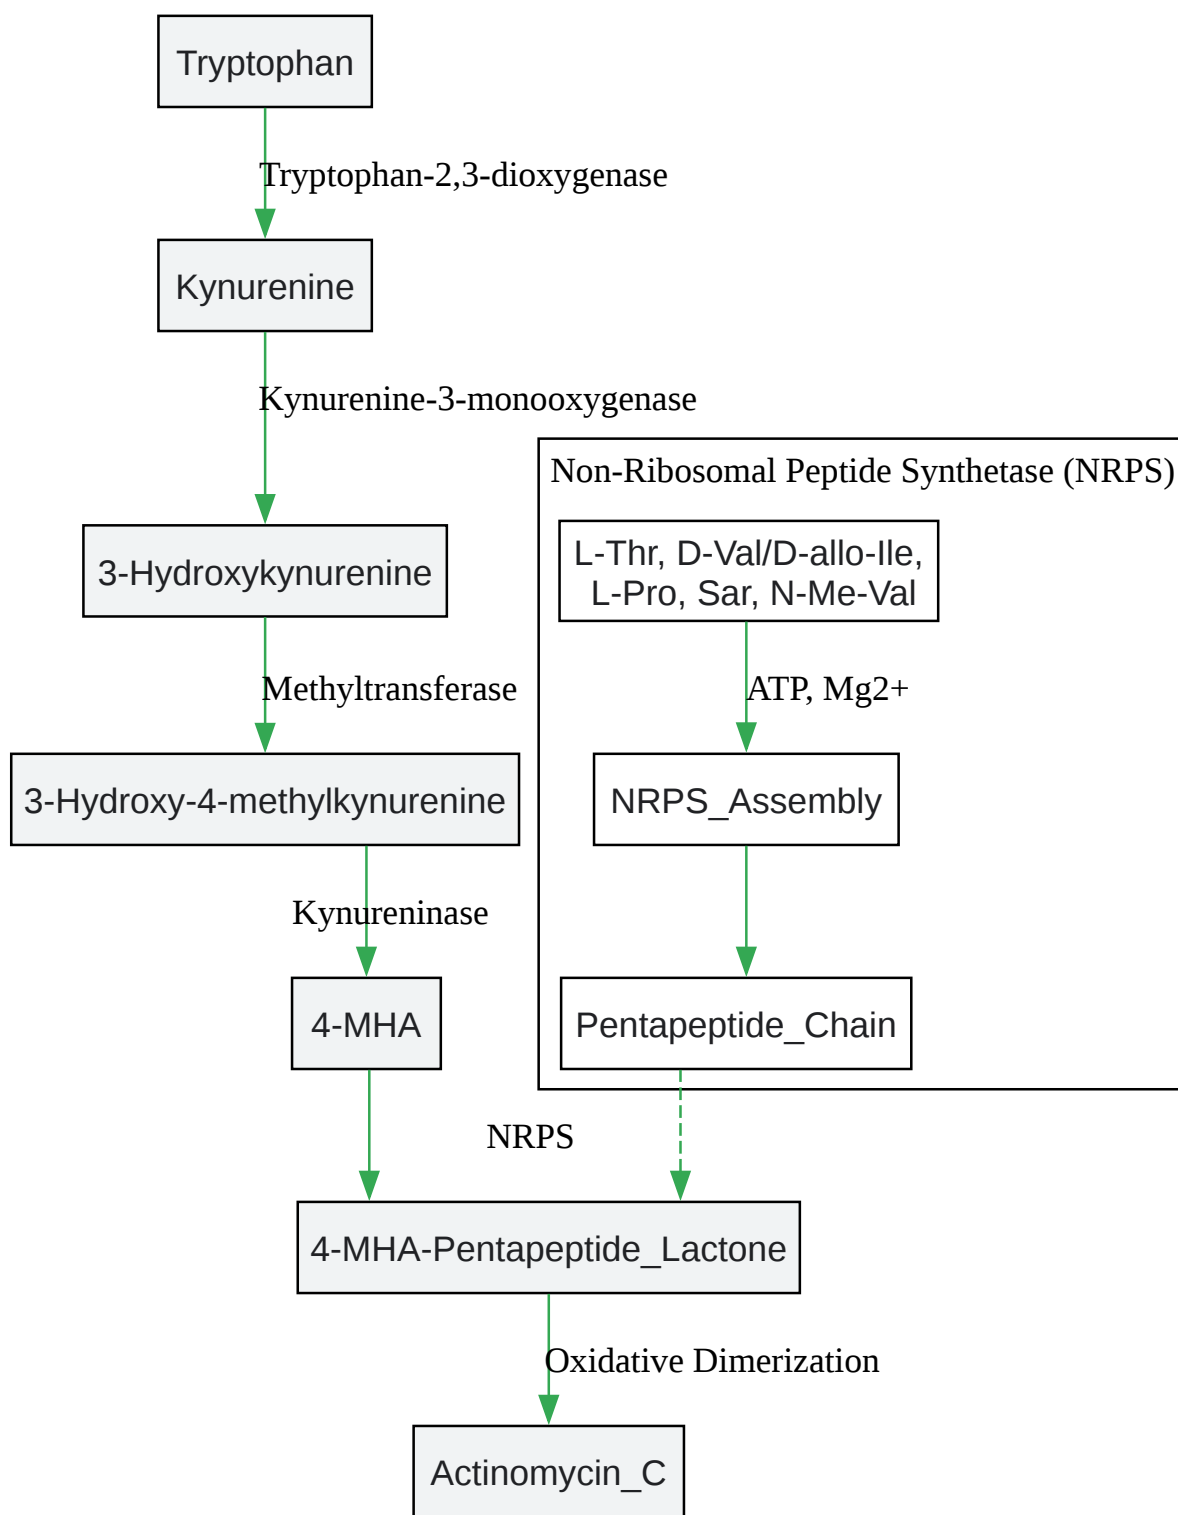 Tryptophan
Tryptophan-2,3-dioxygenase
Kynurenine
Kynurenine-3-monooxygenase
Non-Ribosomal Peptide Synthetase (NRPS)
L-Thr, D-Val/D-allo-Ile,
L-Pro, Sar, N-Me-Val
3-Hydroxykynurenine
Methyltransferase
ATP, Mg2+
3-Hydroxy-4-methylkynurenine
NRPS_Assembly
Kynureninase
4-MHA
Pentapeptide_Chain
NRPS
4-MHA-Pentapeptide_Lactone
Oxidative Dimerization
Actinomycin_C